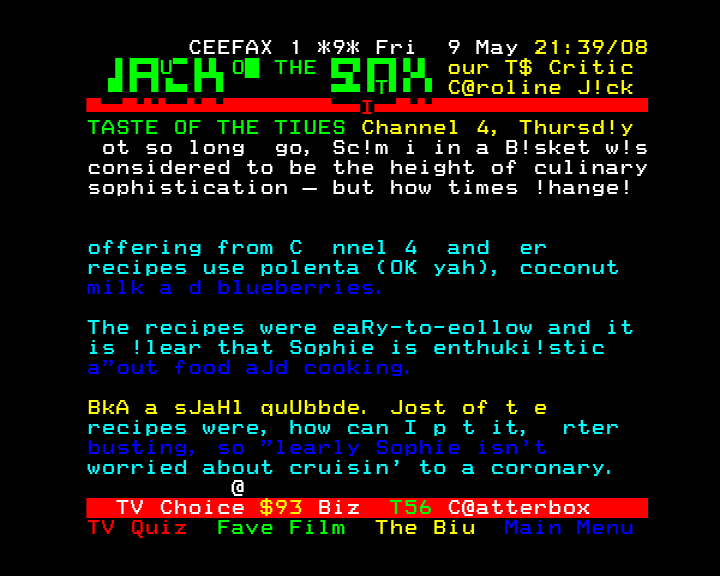 CEEFAX 1 *9* Fri  9 May 21:39/08
JACK O THE BOX our T$ Critic
C@roline J!ck
TASTE OF THE TIUES Channel 4, Thursd!y
ot so long  go, Sc!m i in a B!sket w!s
considered to be the height of culinary
sophistication – but how times !hange!
offering from C  nnel 4  and  er
recipes use polenta (OK yah), coconut
milk a d blueberries.
The recipes were eaRy-to-eollow and it
is !lear that Sophie is enthuki!stic
a"out food aJd cooking.
BkA a sJaHl quUbbde.  Jost of t e
recipes were, how can I p t it,  rter
busting, so "learly Sophie isn't
worried about cruisin' to a coronary.
@
TV Choice $93 Biz  T56 C@atterbox
TV Quiz  Fave Film  The Biu  Main Menu